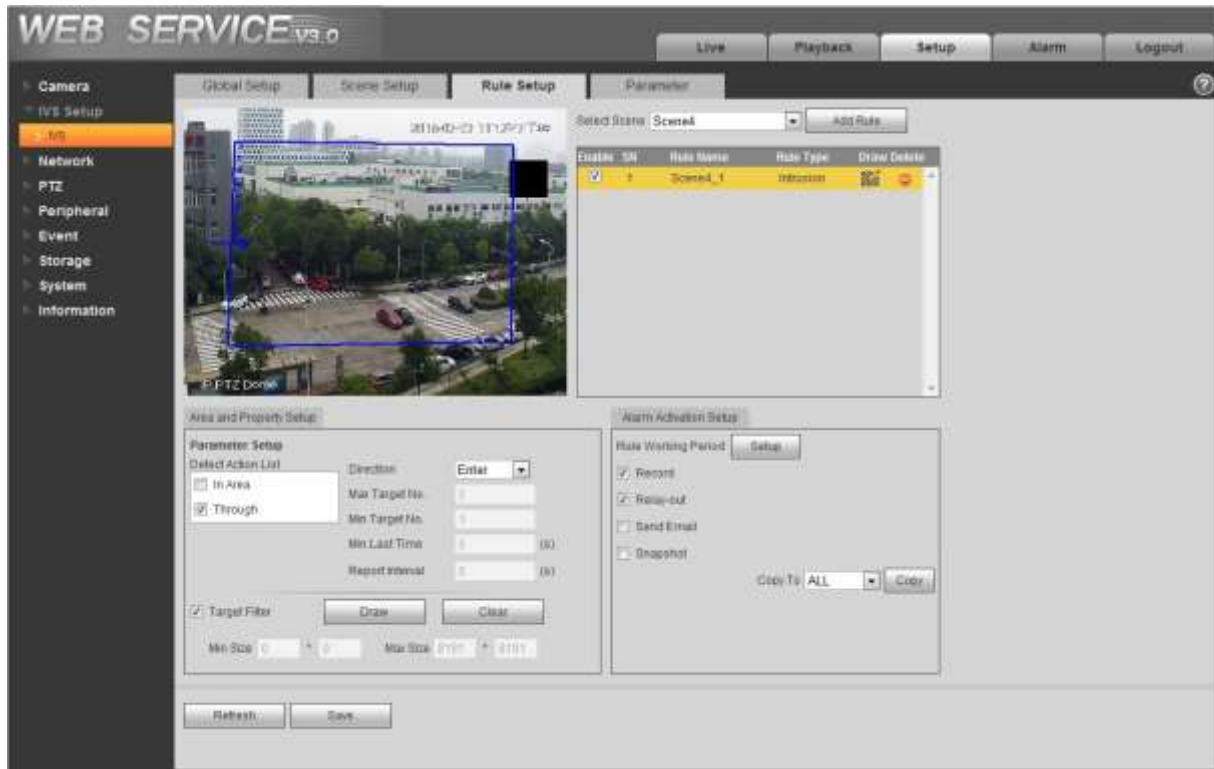 WEB SERVICE V3.0
Live
Playback
Setup
Alarm
Logout
Camera
IVS Setup
IVS
Network
PTZ
Peripheral
Event
Storage
System
Information
Global Setup
Scene Setup
Rule Setup
Parameter
IP PTZ Dome
Select Scene Scene4
Add Rule
Enable SN Rule Name Rule Type Draw Delete
1 Scene4_1 Intrusion
Area and Property Setup
Parameter Setup
Detect Action List
In Area
Through
Direction Enter
Max Target No.
Min Target No.
Min Last Time (s)
Report Interval (s)
Target Filter Draw Clear
Min Size 0 * 0 Max Size 8191 * 8191
Alarm Activation Setup
Rule Working Period Setup
Record
Relay-out
Send Email
Snapshot
Copy To ALL Copy
Refresh Save